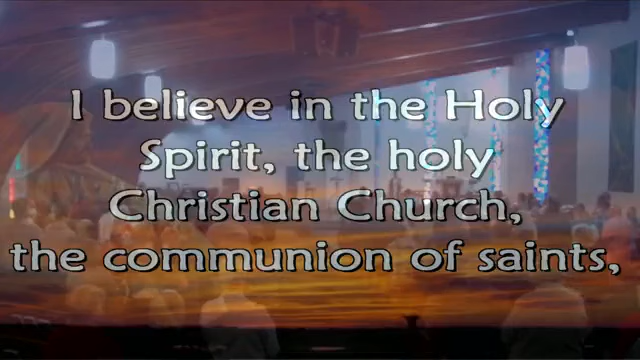 I believe in the Holy
Spirit, the holy
Christian Church,
the communion of saints,